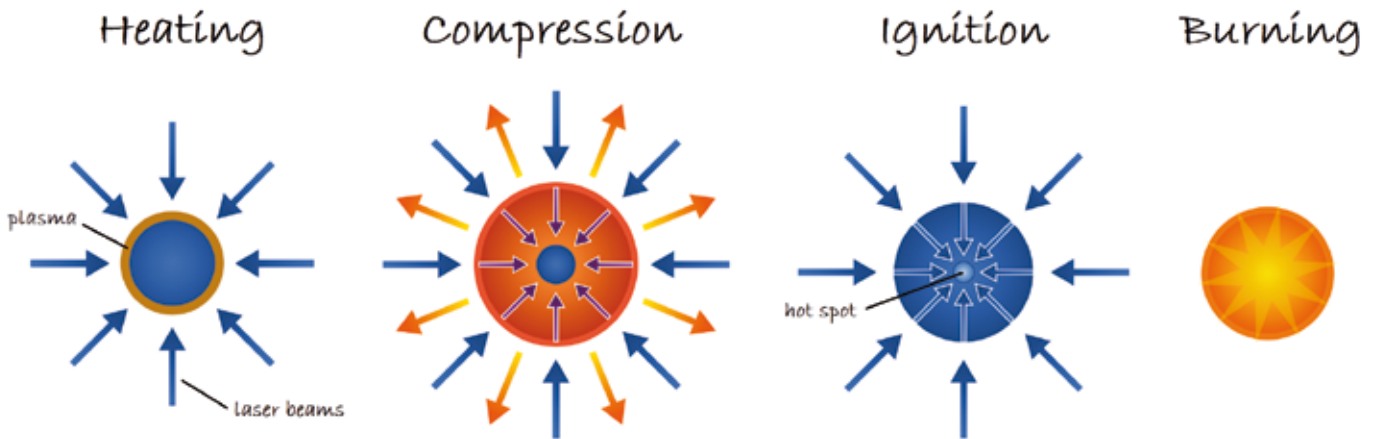 Heating
Compression
Ignition
Burning
plasma
hot spot
laser beams